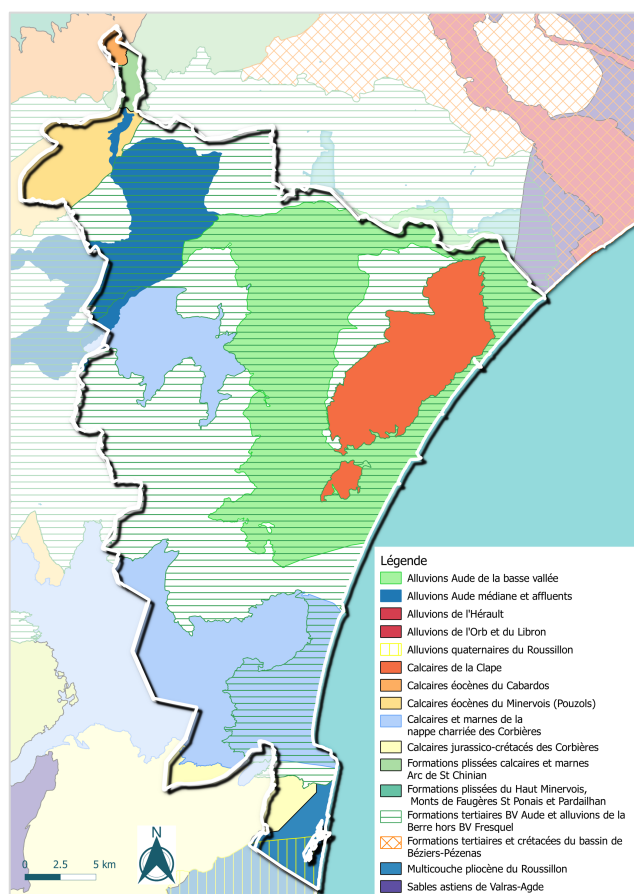 Légende
Alluvions Aude de la basse vallée
Alluvions Aude médiane et affluents
Alluvions de l'Hérault
Alluvions de l'Orb et du Libron
Alluvions quaternaires du Roussillon
Calcaires de la Clape
Calcaires éocènes du Cabardos
Calcaires éocènes du Minervois (Pouzols)
Calcaires et marnes de la
nappe charriée des Corbières
Calcaires jurassico-crétacés des Corbières
Formations plissées calcaires et marnes
Arc de St Chinian
Formations plissées du Haut Minervois,
Monts de Faugères St Ponais et Pardailhan
Formations tertiaires BV Aude et alluvions de la
Berre hors BV Fresquel
Formations tertiaires et crétacées du bassin de
Béziers-Pézenas
Multicouche pliocène du Roussillon
Sables astiens de Valras-Agde
N
0 2.5 5 km